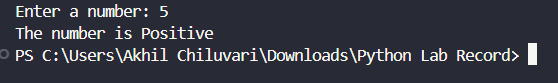 Enter a number: 5
The number is Positive
PS C:\Users\Akhil Chiluvari\Downloads\Python Lab Record>